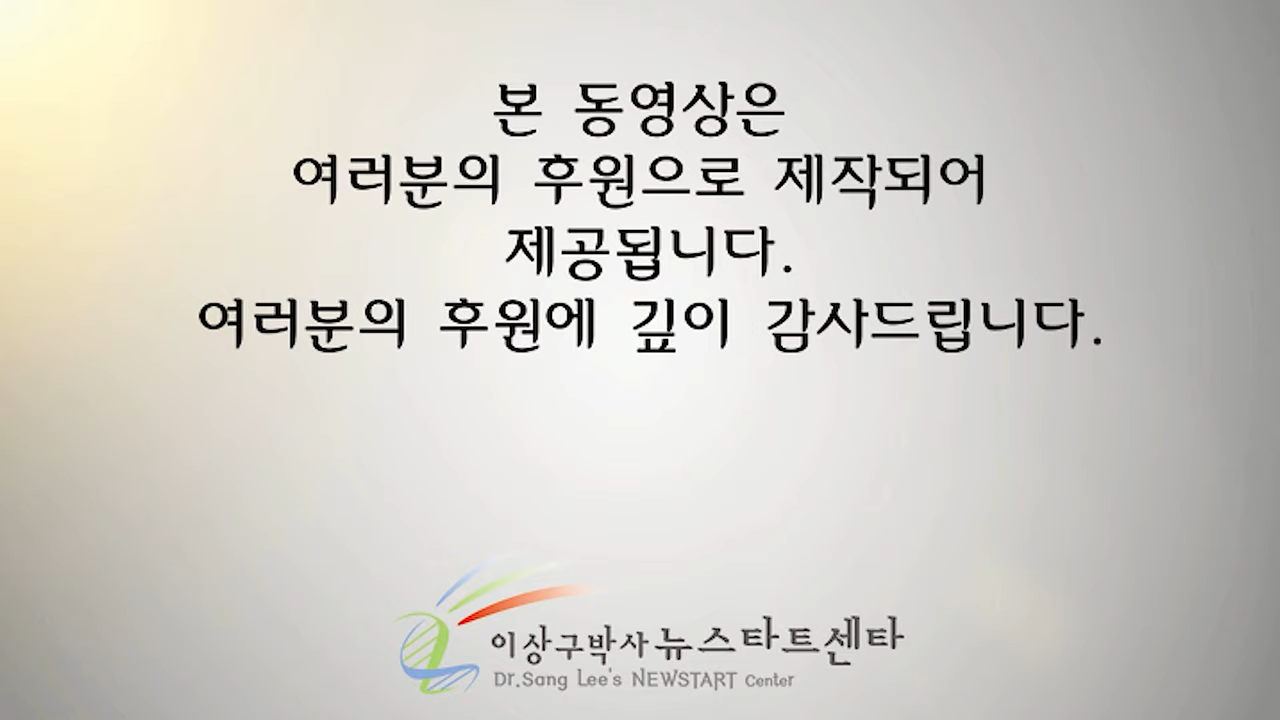 본 동영상은
여러분의 후원으로 제작되어
제공됩니다.
여러분의 후원에 깊이 감사드립니다.
이상구박사 뉴스타트센타
Dr.Sang Lee's NEWSTART Center